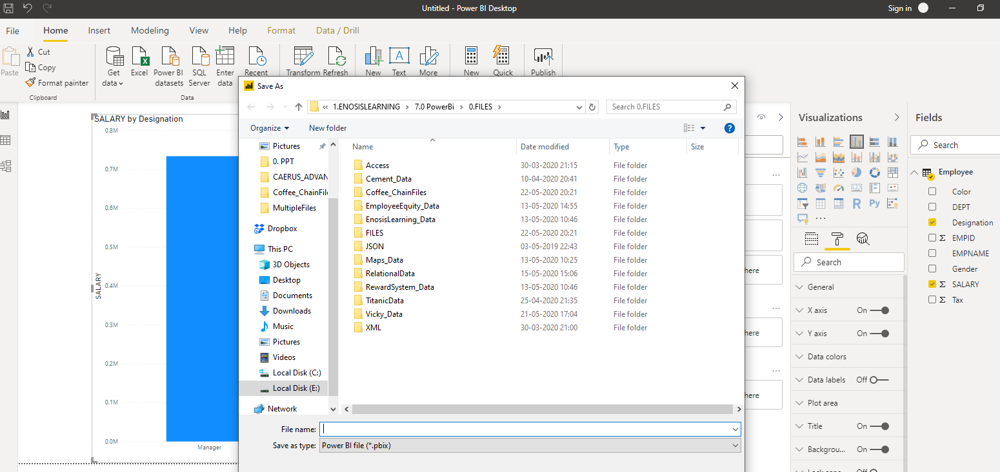 Untitled - Power BI Desktop
Sign in
File Home Insert Modeling View Help Format Data / Drill
Paste
Cut
Copy
Format painter
Clipboard
Get data
Excel
Power BI datasets
SQL Server
Enter data
Recent
Data
Transform Refresh
New Text More
New Quick
Publish
SALARY by Designation
0.8M
0.7M
0.6M
0.5M
0.4M
0.3M
0.2M
0.1M
0.0M
SALARY
Manager
Save As
« 1.ENOSISLEARNING › 7.0 PowerBi › 0.FILES ›
Search 0.FILES
Organize New folder
Pictures
0. PPT
CAERUS_ADVAN
Coffee_ChainFile
MultipleFiles
Dropbox
This PC
3D Objects
Desktop
Documents
Downloads
Music
Pictures
Videos
Local Disk (C:)
Local Disk (E:)
Network
Name Date modified Type Size
Access 30-03-2020 21:15 File folder
Cement_Data 10-04-2020 20:41 File folder
Coffee_ChainFiles 22-05-2020 20:21 File folder
EmployeeEquity_Data 13-05-2020 14:55 File folder
EnosisLearning_Data 13-05-2020 10:46 File folder
FILES 22-05-2020 20:21 File folder
JSON 03-05-2019 22:43 File folder
Maps_Data 13-05-2020 10:25 File folder
RelationalData 15-05-2020 15:06 File folder
RewardSystem_Data 13-05-2020 10:46 File folder
TitanicData 25-04-2020 21:35 File folder
Vicky_Data 21-05-2020 17:04 File folder
XML 30-03-2020 21:00 File folder
File name:
Save as type: Power BI file (*.pbix)
here
here
here
Visualizations
R Py
Search
General
X axis On
Y axis On
Data colors
Data labels Off
Plot area
Title On
Backgrou... On
Fields
Search
Employee
Color
DEPT
Designation
Σ EMPID
EMPNAME
Gender
Σ SALARY
Σ Tax